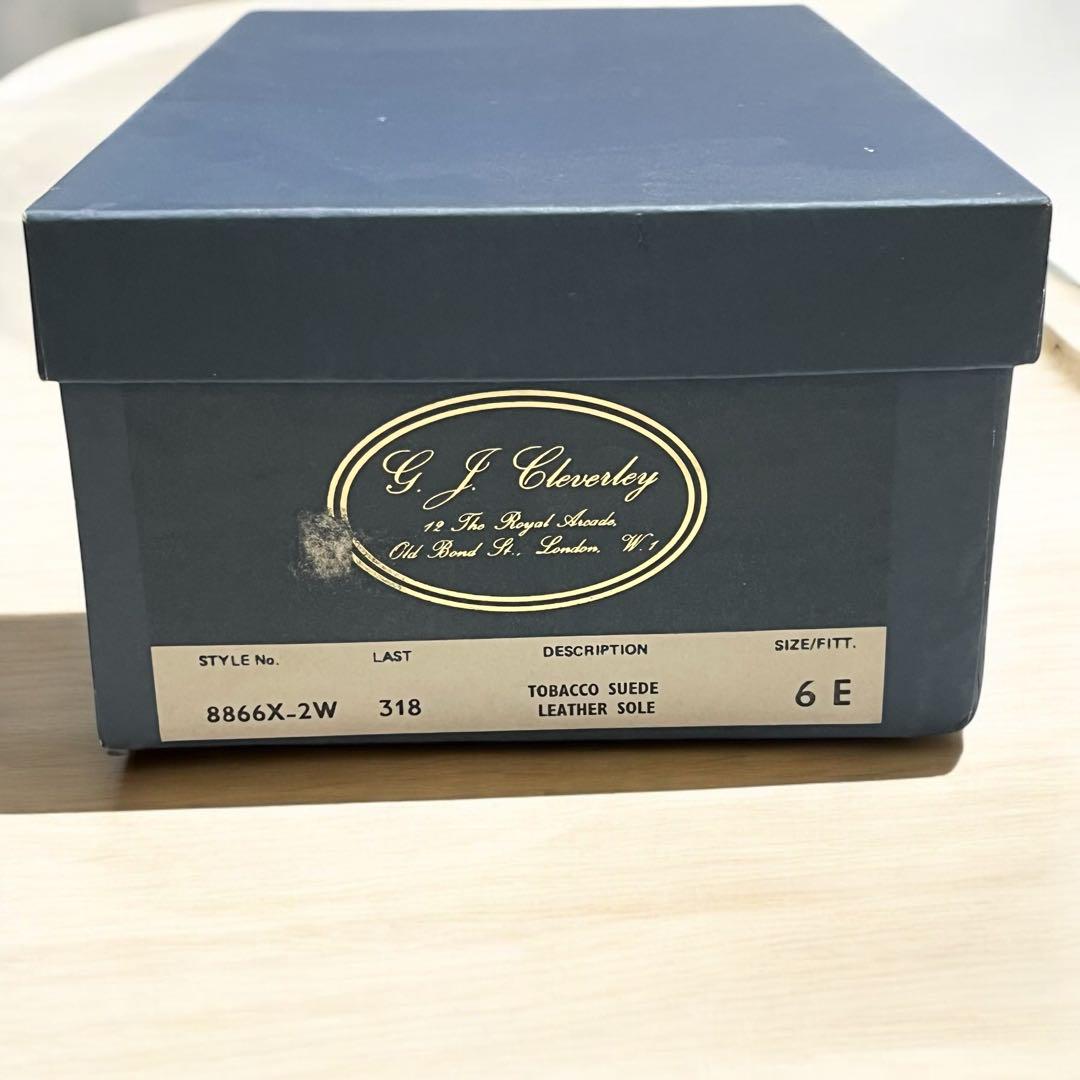 G. J. Cleverley
12 The Royal Arcade,
Old Bond St., London, W.1
STYLE No. LAST DESCRIPTION SIZE/FITT.
8866X-2W 318 TOBACCO SUEDE 6 E
LEATHER SOLE